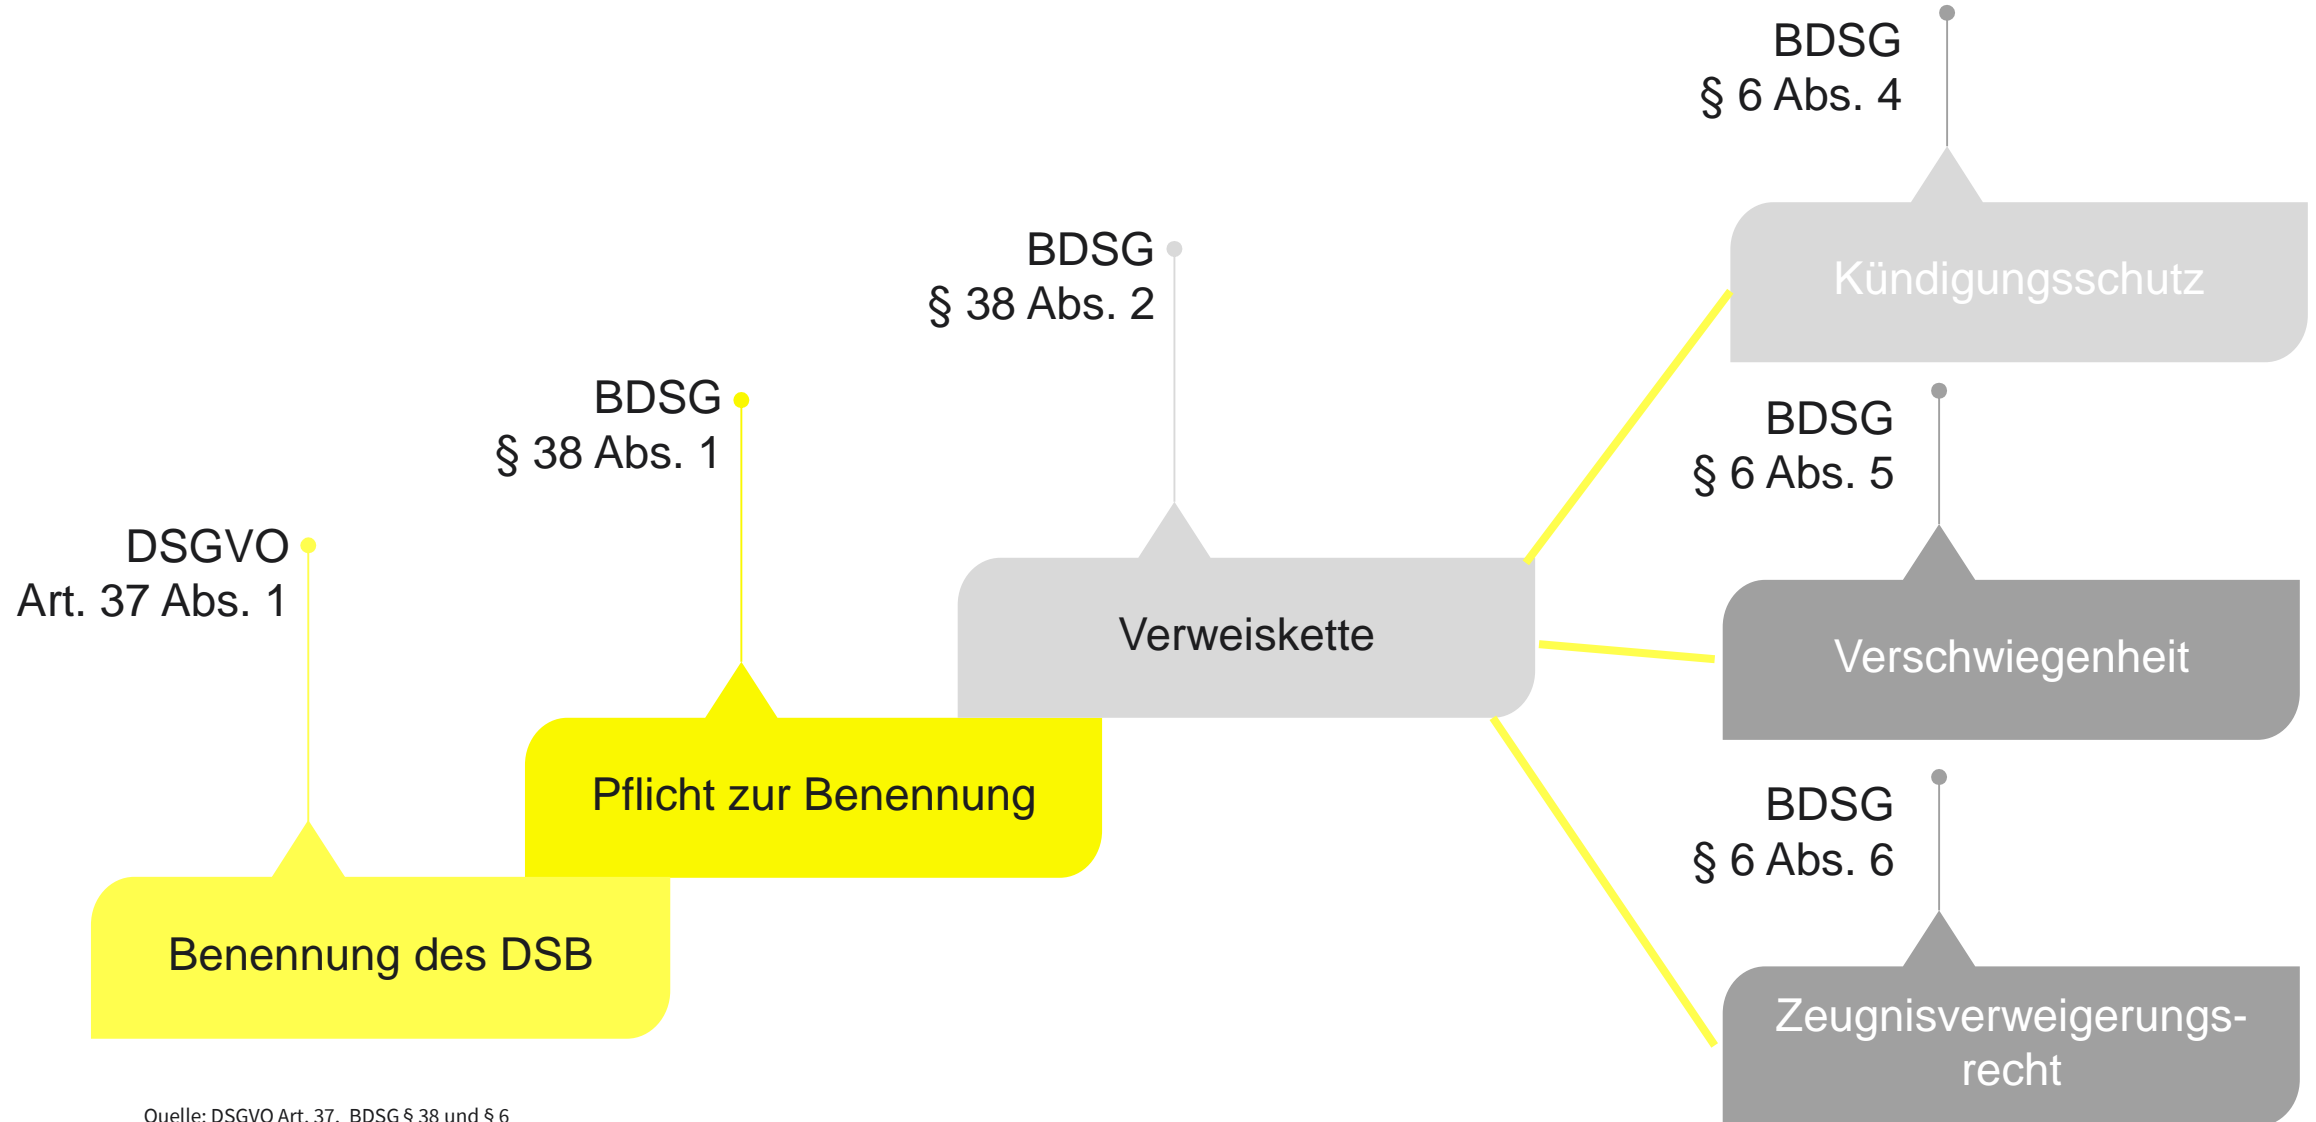 DSGVO
Art. 37 Abs. 1
Benennung des DSB
BDSG
§ 38 Abs. 1
Pflicht zur Benennung
BDSG
§ 38 Abs. 2
Verweiskette
BDSG
§ 6 Abs. 4
Kündigungsschutz
BDSG
§ 6 Abs. 5
Verschwiegenheit
BDSG
§ 6 Abs. 6
Zeugnisverweigerungs-
recht
Quelle: DSGVO Art. 37, BDSG § 38 und § 6